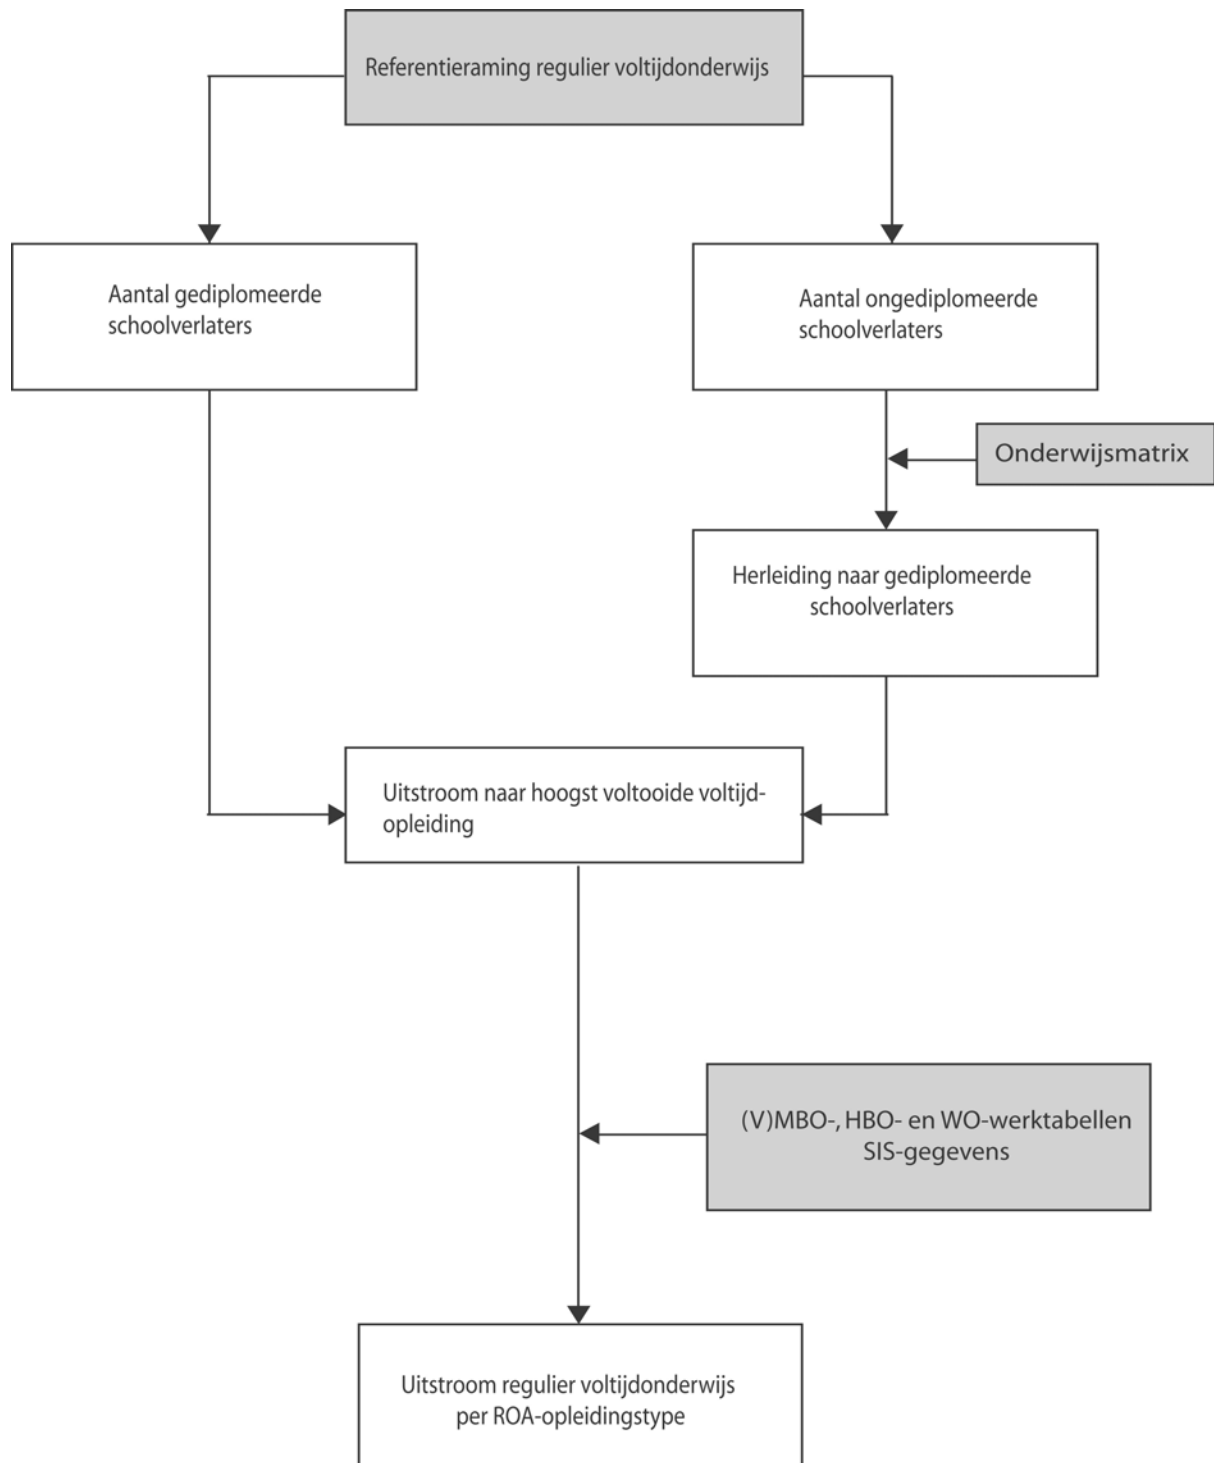 Referentieraming regulier voltijdonderwijs
Aantal gediplomeerde
schoolverlaters
Aantal ongediplomeerde
schoolverlaters
Onderwijsmatrix
Herleiding naar gediplomeerde
schoolverlaters
Uitstroom naar hoogst voltooide voltijd-
opleiding
(V)MBO-, HBO- en WO-werktabellen
SIS-gegevens
Uitstroom regulier voltijdonderwijs
per ROA-opleidingstype